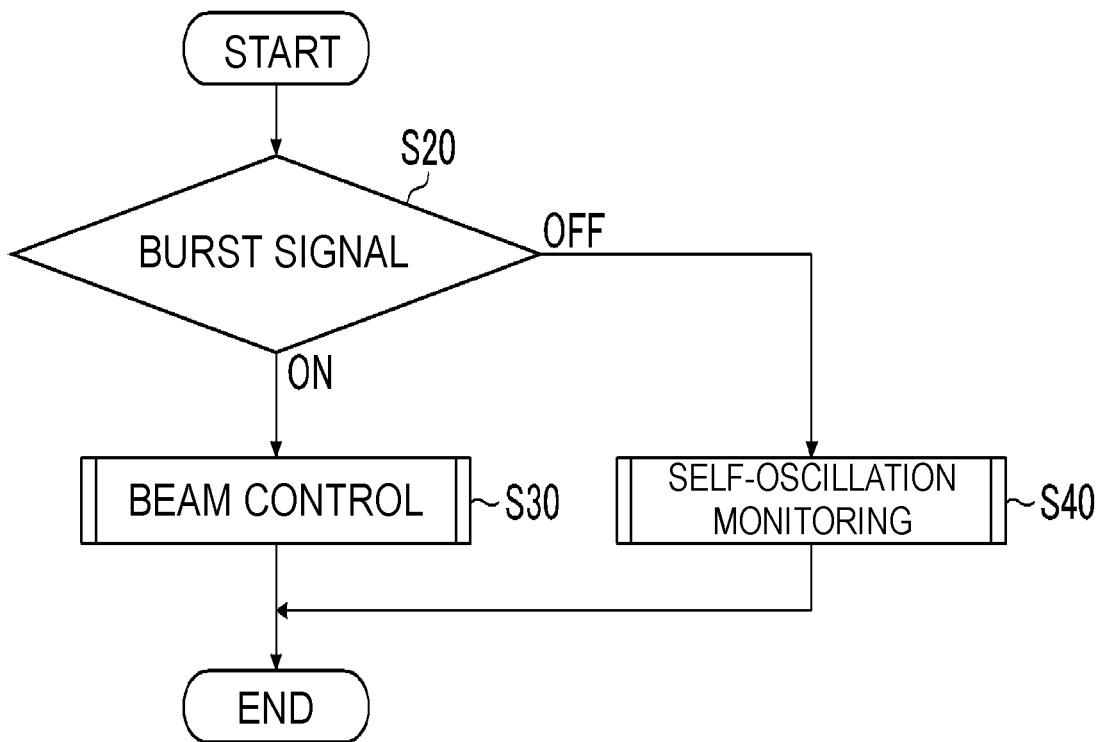 START
S20
BURST SIGNAL
OFF
ON
BEAM CONTROL
S30
SELF-OSCILLATION
MONITORING
S40
END